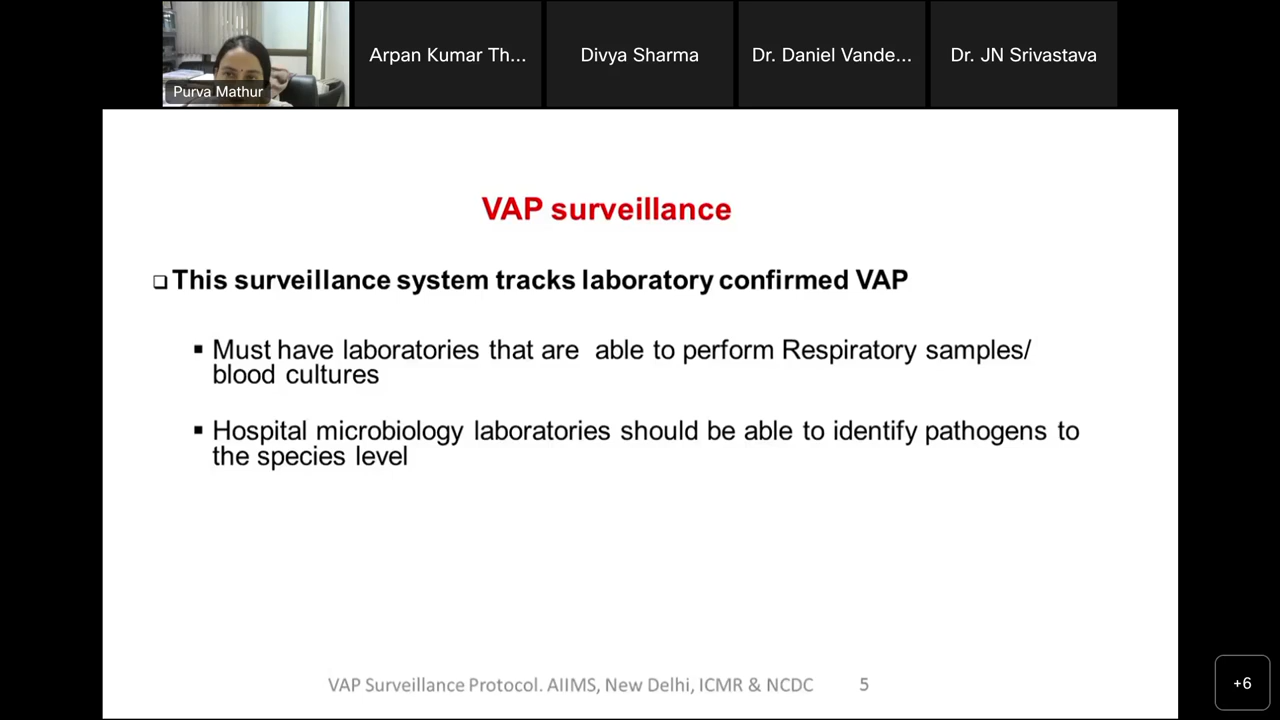 Purva Mathur
Arpan Kumar Th...
Divya Sharma
Dr. Daniel Vande...
Dr. JN Srivastava
VAP surveillance
❑ This surveillance system tracks laboratory confirmed VAP
▪ Must have laboratories that are able to perform Respiratory samples/
blood cultures
▪ Hospital microbiology laboratories should be able to identify pathogens to
the species level
VAP Surveillance Protocol. AIIMS, New Delhi, ICMR & NCDC 5
+6